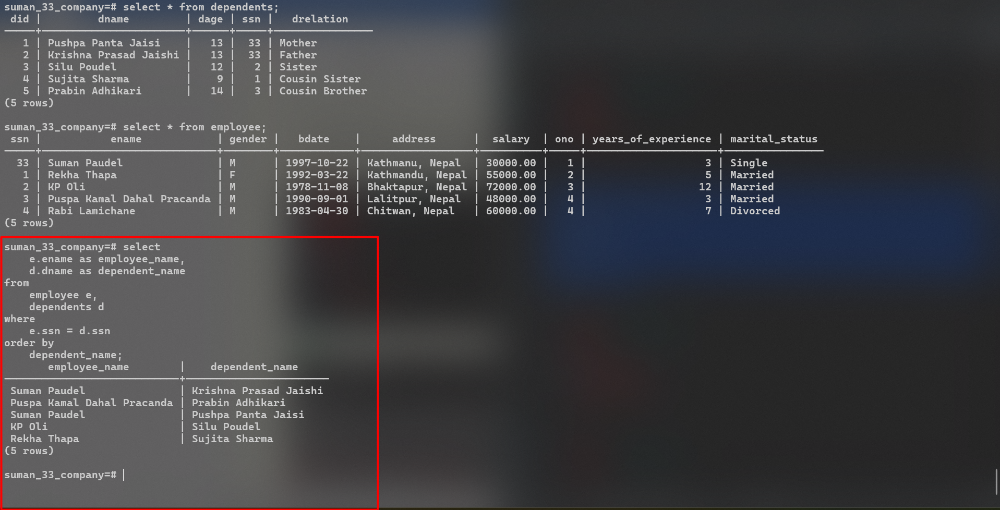 suman_33_company=# select * from dependents;
 did |         dname         | dage | ssn |   drelation
-----+-----------------------+------+-----+----------------
   1 | Pushpa Panta Jaisi    |   13 |  33 | Mother
   2 | Krishna Prasad Jaishi |   13 |  33 | Father
   3 | Silu Poudel           |   12 |   2 | Sister
   4 | Sujita Sharma         |    9 |   1 | Cousin Sister
   5 | Prabin Adhikari       |   14 |   3 | Cousin Brother
(5 rows)
suman_33_company=# select * from employee;
 ssn |           ename            | gender |   bdate    |     address      |  salary  | ono | years_of_experience | marital_status
-----+----------------------------+--------+------------+------------------+----------+-----+---------------------+----------------
  33 | Suman Paudel               | M      | 1997-10-22 | Kathmanu, Nepal  | 30000.00 |   1 |                   3 | Single
   1 | Rekha Thapa                | F      | 1992-03-22 | Kathmandu, Nepal | 55000.00 |   2 |                   5 | Married
   2 | KP Oli                     | M      | 1978-11-08 | Bhaktapur, Nepal | 72000.00 |   3 |                  12 | Married
   3 | Puspa Kamal Dahal Pracanda | M      | 1990-09-01 | Lalitpur, Nepal  | 48000.00 |   4 |                   3 | Married
   4 | Rabi Lamichane             | M      | 1983-04-30 | Chitwan, Nepal   | 60000.00 |   4 |                   7 | Divorced
(5 rows)
suman_33_company=# select
    e.ename as employee_name,
    d.dname as dependent_name
from
    employee e,
    dependents d
where
    e.ssn = d.ssn
order by
    dependent_name;
       employee_name        |    dependent_name
----------------------------+-----------------------
 Suman Paudel               | Krishna Prasad Jaishi
 Puspa Kamal Dahal Pracanda | Prabin Adhikari
 Suman Paudel               | Pushpa Panta Jaisi
 KP Oli                     | Silu Poudel
 Rekha Thapa                | Sujita Sharma
(5 rows)
suman_33_company=#